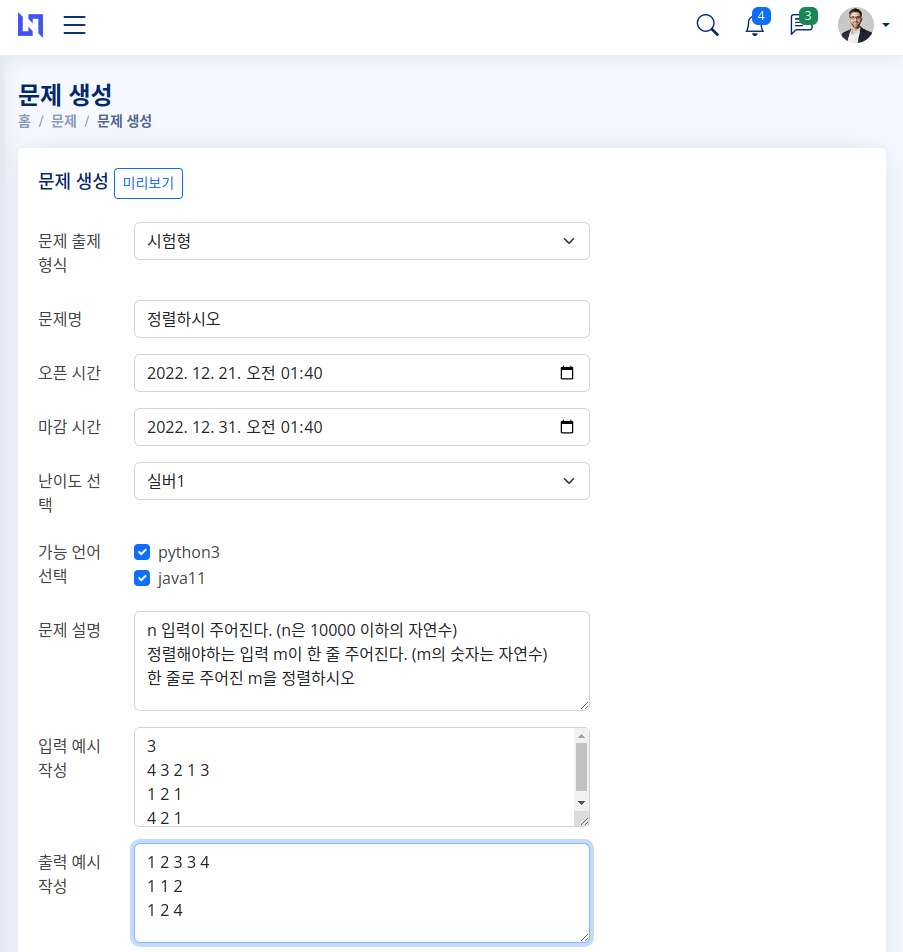 4
3
문제 생성
홈 / 문제 / 문제 생성
문제 생성 미리보기
문제 출제
형식
시험형
문제명
정렬하시오
오픈 시간
2022. 12. 21. 오전 01:40
마감 시간
2022. 12. 31. 오전 01:40
난이도 선
택
실버1
가능 언어
선택
python3
java11
문제 설명
n 입력이 주어진다. (n은 10000 이하의 자연수)
정렬해야하는 입력 m이 한 줄 주어진다. (m의 숫자는 자연수)
한 줄로 주어진 m을 정렬하시오
입력 예시
작성
3
4 3 2 1 3
1 2 1
4 2 1
출력 예시
작성
1 2 3 3 4
1 1 2
1 2 4